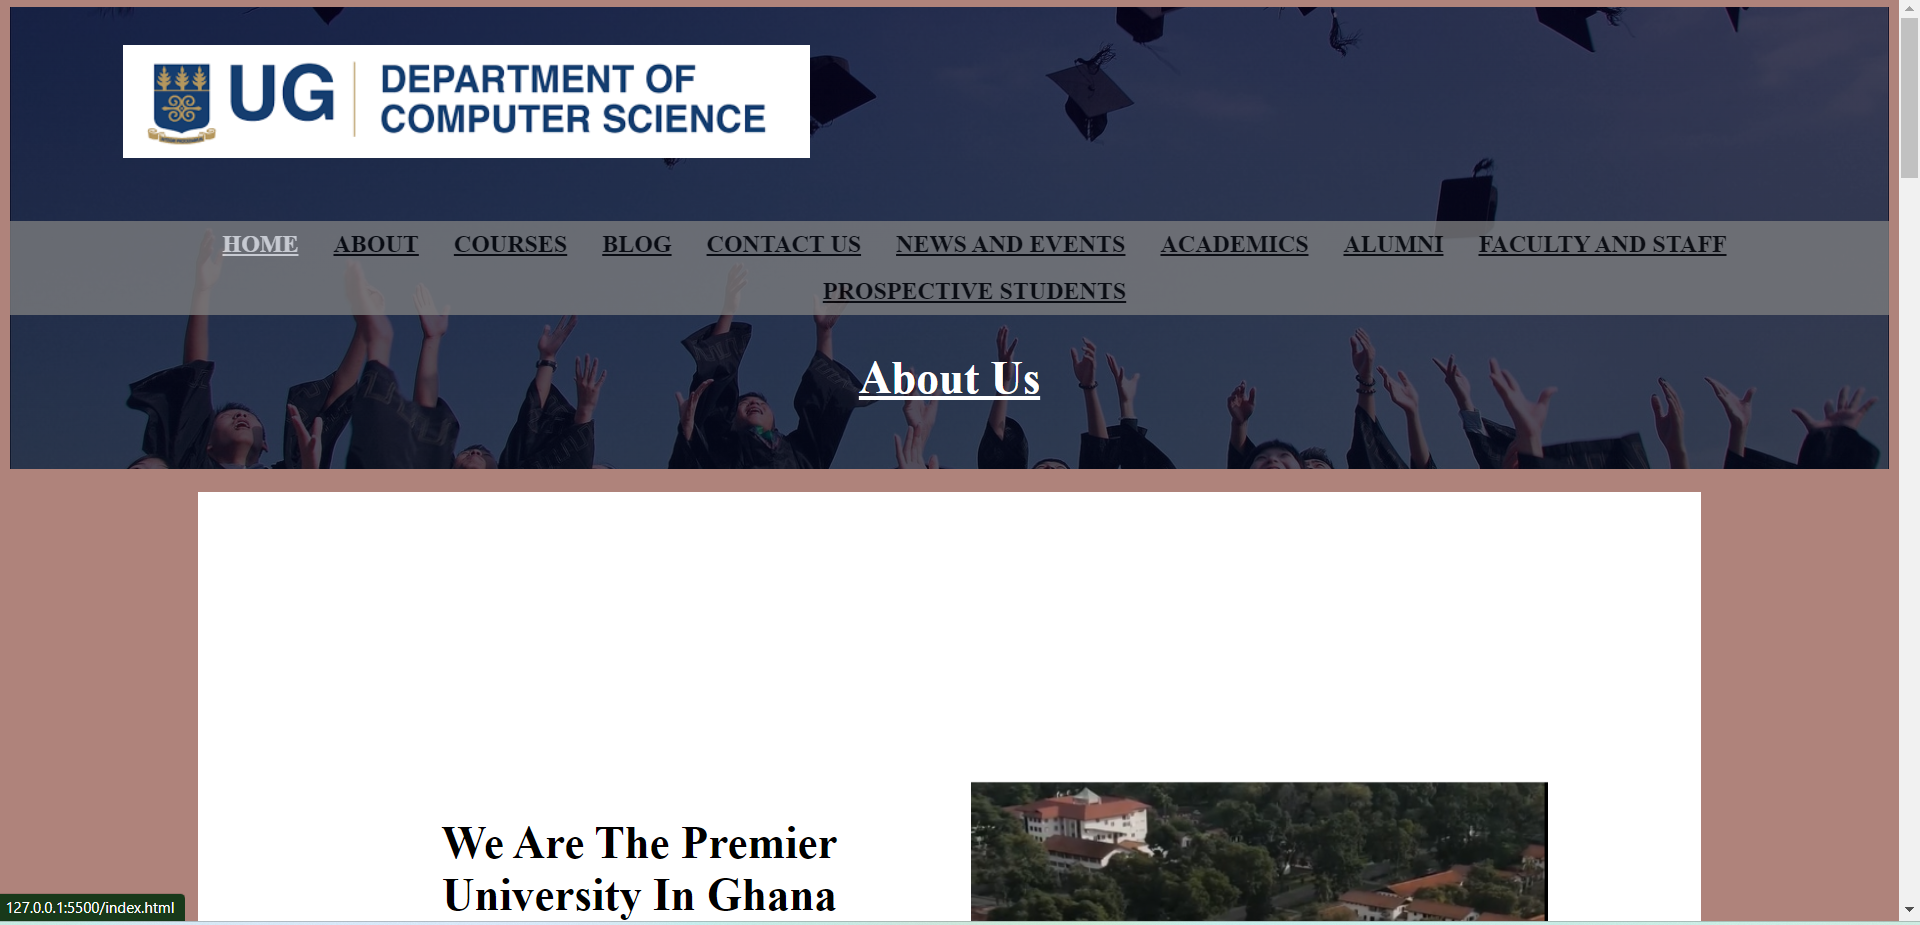 UG
DEPARTMENT OF
COMPUTER SCIENCE
HOME ABOUT COURSES BLOG CONTACT US NEWS AND EVENTS ACADEMICS ALUMNI FACULTY AND STAFF
PROSPECTIVE STUDENTS
About Us
We Are The Premier
University In Ghana
127.0.0.1:5500/index.html